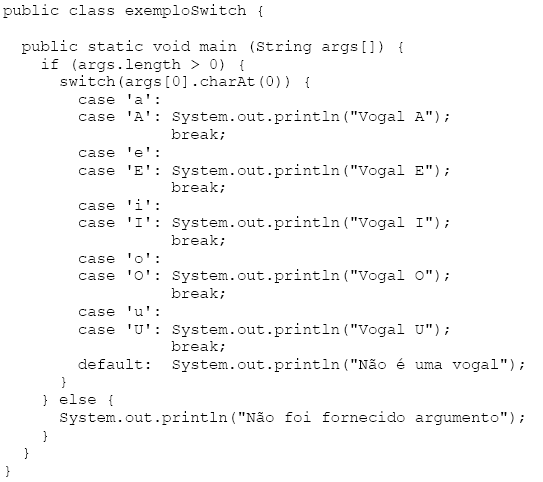 public class exemploSwitch {
public static void main (String args[]) {
if (args.length > 0) {
switch(args[0].charAt(0)) {
case 'a':
case 'A': System.out.println("Vogal A");
break;
case 'e':
case 'E': System.out.println("Vogal E");
break;
case 'i':
case 'I': System.out.println("Vogal I");
break;
case 'o':
case 'O': System.out.println("Vogal O");
break;
case 'u':
case 'U': System.out.println("Vogal U");
break;
default: System.out.println("Não é uma vogal");
}
} else {
System.out.println("Não foi fornecido argumento");
}
}
}